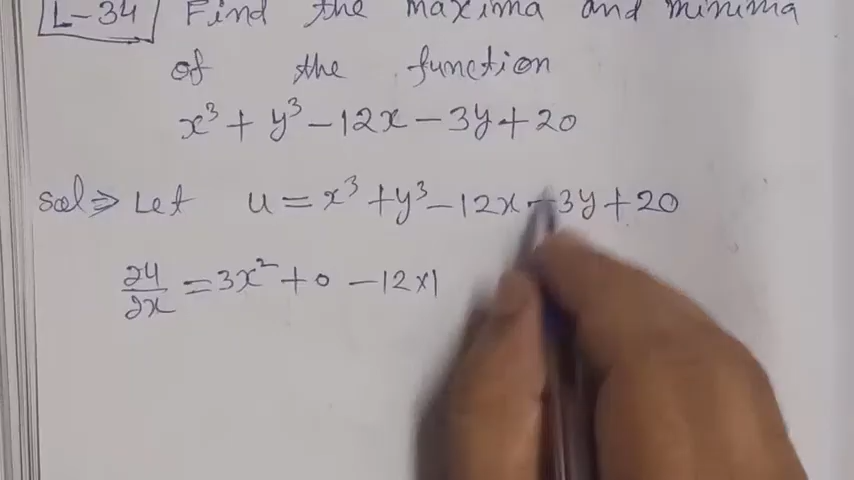 L-34 Find the maxima and minima
of the function
x³ + y³ - 12x - 3y + 20
Sol ⇒ Let u = x³ + y³ - 12x - 3y + 20
∂u/∂x = 3x² + 0 - 12×1